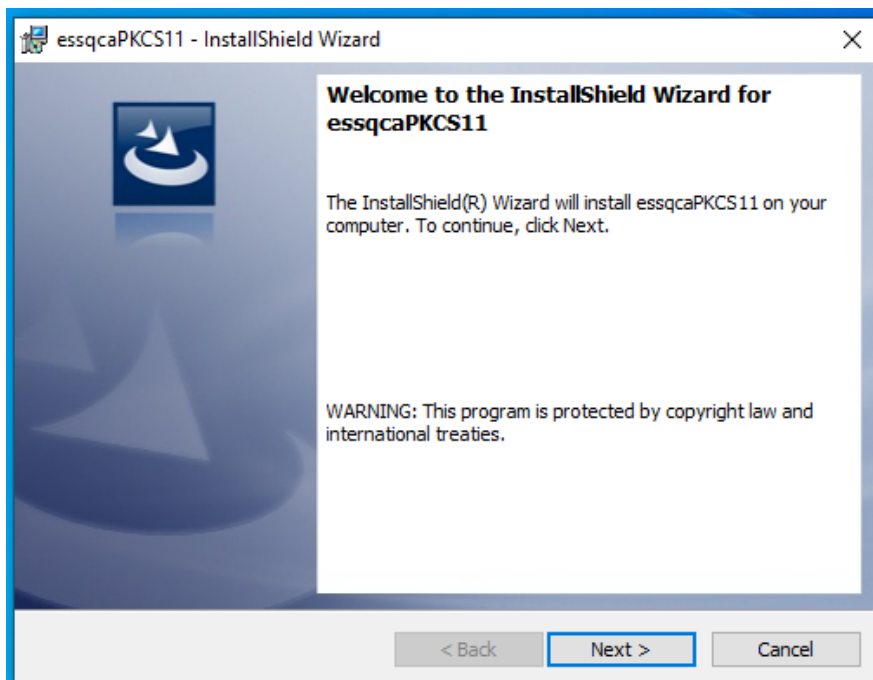 essqcaPKCS11 - InstallShield Wizard
Welcome to the InstallShield Wizard for
essqcaPKCS11
The InstallShield(R) Wizard will install essqcaPKCS11 on your
computer. To continue, click Next.
WARNING: This program is protected by copyright law and
international treaties.
< Back
Next >
Cancel